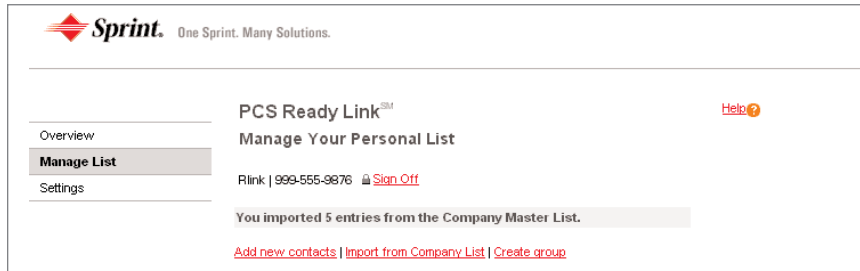 Sprint. One Sprint. Many Solutions.
PCS Ready Link℠
Help?
Overview
Manage Your Personal List
Manage List
Rlink | 999-555-9876 Sign Off
Settings
You imported 5 entries from the Company Master List.
Add new contacts | Import from Company List | Create group